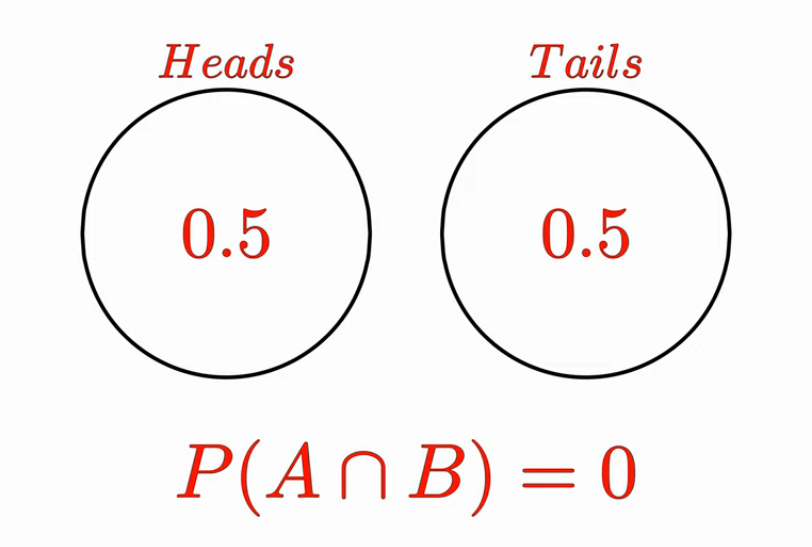 Heads Tails
0.5 0.5
P(A ∩ B) = 0